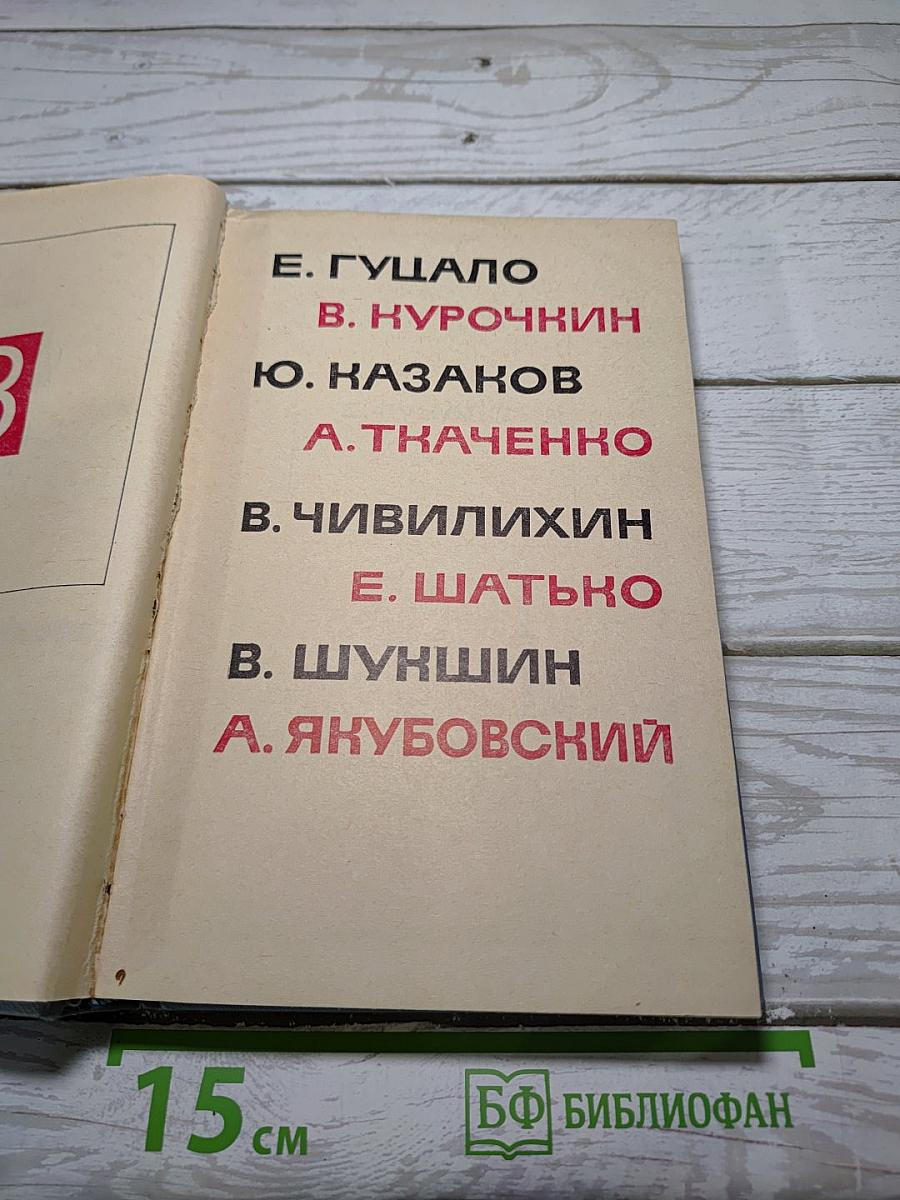 Е. ГУЦАЛО
В. КУРОЧКИН
Ю. КАЗАКОВ
А. ТКАЧЕНКО
В. ЧИВИЛИХИН
Е. ШАТЬКО
В. ШУКШИН
А. ЯКУБОВСКИЙ
15 см
БФ БИБЛИОФАН